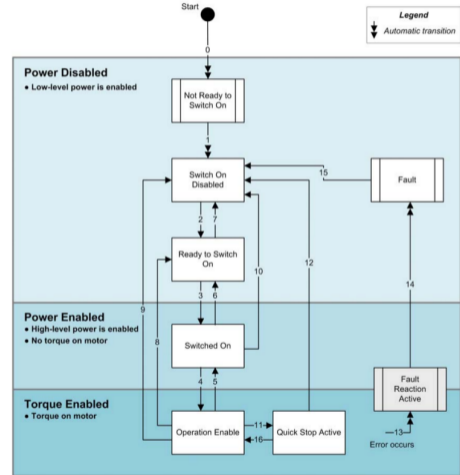 Start
Legend
Automatic transition
0
Power Disabled
● Low-level power is enabled
Not Ready to
Switch On
1
15
Switch On
Disabled
Fault
2
7
Ready to Switch
On
12
10
14
3
6
9
8
Power Enabled
● High-level power is enabled
● No torque on motor
Switched On
4
5
Fault
Reaction
Active
Torque Enabled
● Torque on motor
Operation Enable
11
16
Quick Stop Active
13
Error occurs